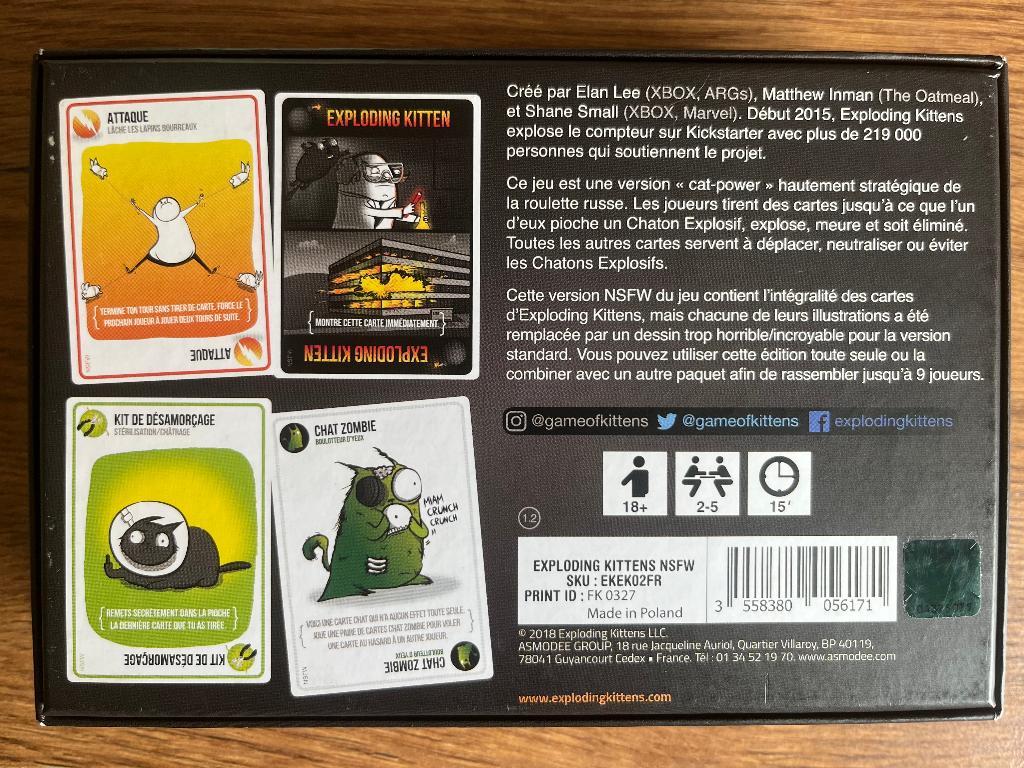 ATTAQUE
LÂCHE LES LAPINS BOURREAUX
TERMINE TON TOUR SANS TIRER DE CARTE. FORCE LE
PROCHAIN JOUEUR À JOUER DEUX TOURS DE SUITE.
ATTAQUE
NSFW
EXPLODING KITTEN
MONTRE CETTE CARTE IMMÉDIATEMENT.
EXPLODING KITTEN
NSFW
KIT DE DÉSAMORÇAGE
STÉRILISATION/CHÂTRAGE
REMETS SECRÈTEMENT DANS LA PIOCHE
LA DERNIÈRE CARTE QUE TU AS TIRÉE.
KIT DE DÉSAMORÇAGE
CHAT ZOMBIE
BOULOTTEUR D'YEUX
MIAM
CRUNCH
CRUNCH
!!
VOICI UNE CARTE CHAT QUI N'A AUCUN EFFET TOUTE SEULE.
JOUE UNE PAIRE DE CARTES CHAT ZOMBIE POUR VOLER
UNE CARTE AU HASARD À UN AUTRE JOUEUR.
BOULOTTEUR D'YEUX
CHAT ZOMBIE
NSFW
Créé par Elan Lee (XBOX, ARGs), Matthew Inman (The Oatmeal),
et Shane Small (XBOX, Marvel). Début 2015, Exploding Kittens
explose le compteur sur Kickstarter avec plus de 219 000
personnes qui soutiennent le projet.
Ce jeu est une version « cat-power » hautement stratégique de
la roulette russe. Les joueurs tirent des cartes jusqu'à ce que l'un
d'eux pioche un Chaton Explosif, explose, meure et soit éliminé.
Toutes les autres cartes servent à déplacer, neutraliser ou éviter
les Chatons Explosifs.
Cette version NSFW du jeu contient l'intégralité des cartes
d'Exploding Kittens, mais chacune de leurs illustrations a été
remplacée par un dessin trop horrible/incroyable pour la version
standard. Vous pouvez utiliser cette édition toute seule ou la
combiner avec un autre paquet afin de rassembler jusqu'à 9 joueurs.
@gameofkittens @gameofkittens explodingkittens
18+ 2-5 15'
1.2
EXPLODING KITTENS NSFW
SKU : EKEK02FR
PRINT ID : FK 0327
Made in Poland
3 558380 056171
© 2018 Exploding Kittens LLC.
ASMODEE GROUP, 18 rue Jacqueline Auriol, Quartier Villaroy, BP 40119,
78041 Guyancourt Cedex • France. Tél : 01 34 52 19 70. www.asmodee.com
www.explodingkittens.com